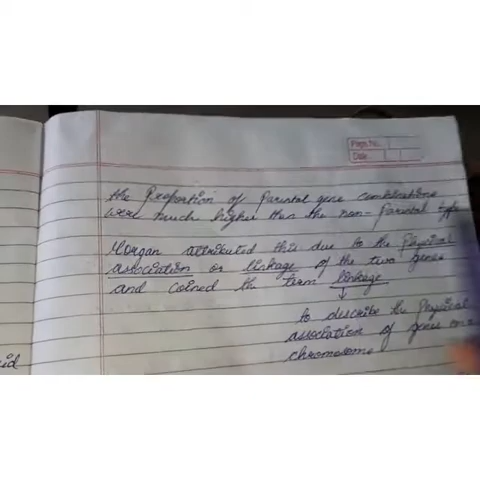 Page No.
Date
the Proportion of Parental gene combinations
were much higher than the non-Parental type
Morgan attributed this due to the Physical
association or linkage of the two genes
and coined the term linkage
↓
to describe the Physical
association of genes on a
chromosome